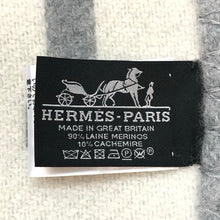 HERMES-PARIS
MADE IN GREAT BRITAIN
90% LAINE MERINOS
10% CACHEMIRE